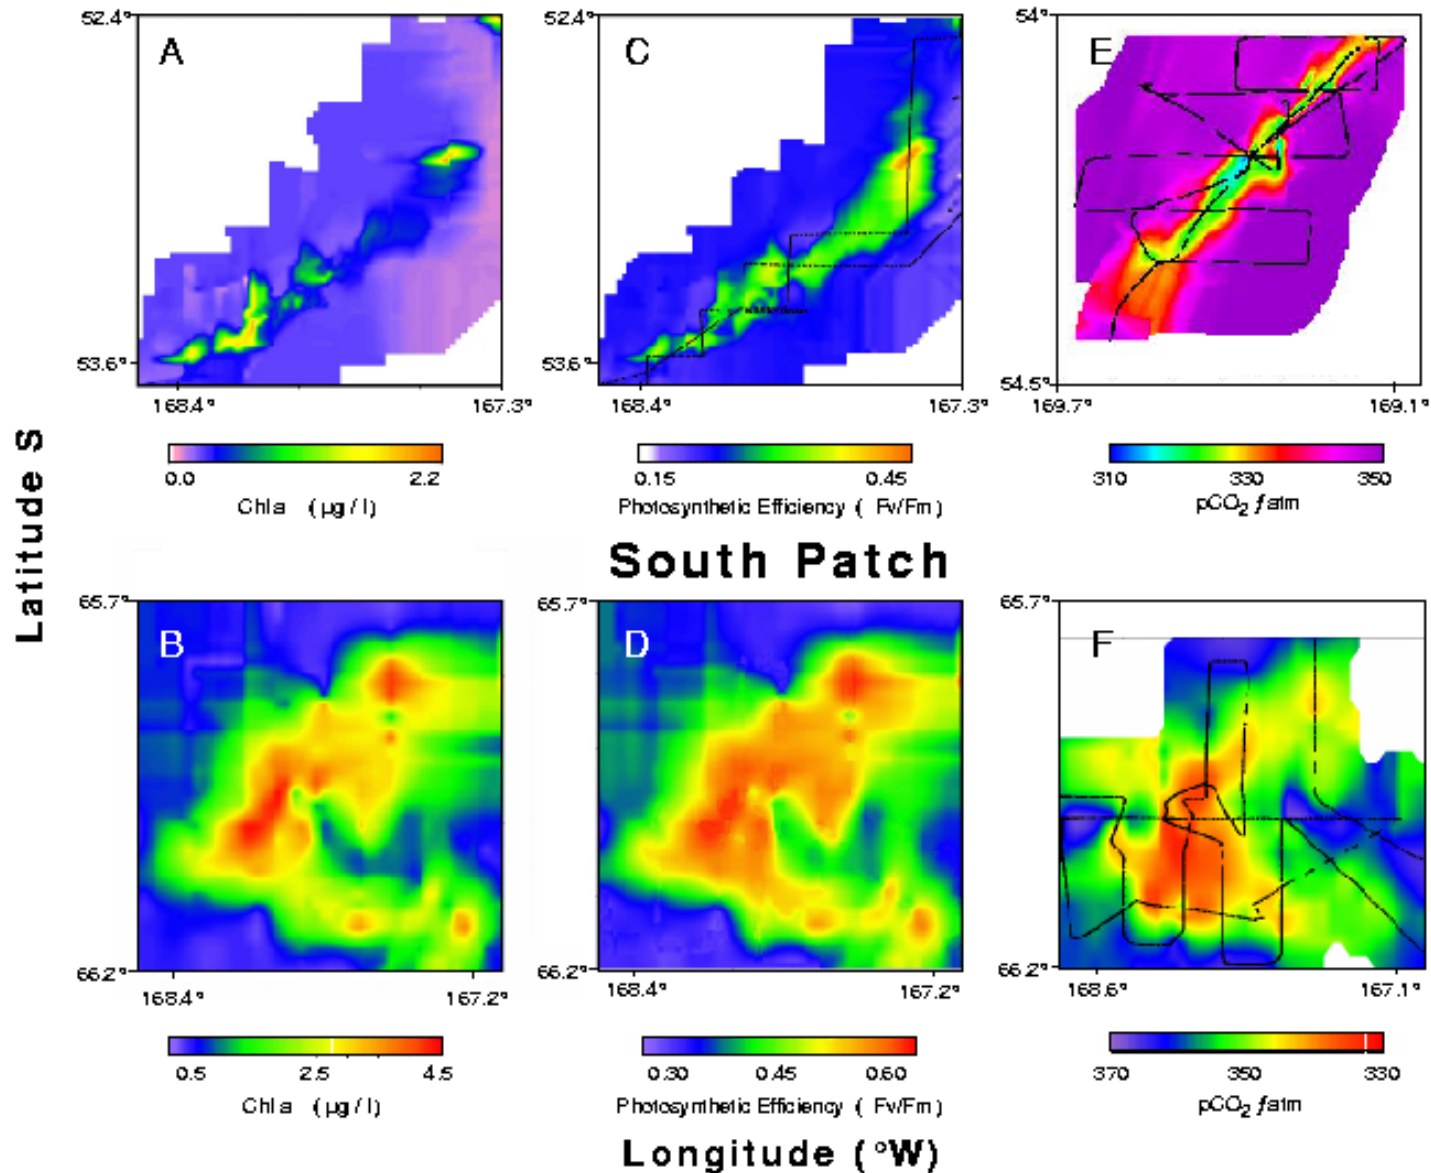 52.4° 52.4° 54°
A C E
53.6° 53.6° 54.5°
168.4° 167.3° 168.4° 167.3° 169.7° 169.1°
0.0 2.2 0.15 0.45 310 330 350
Chla (µg/l) Photosynthetic Efficiency ( Fv/Fm) pCO2 ƒatm
Latitude S
South Patch
65.7° 65.7° 65.7°
B D F
66.2° 66.2° 66.2°
168.4° 167.2° 168.4° 167.2° 168.6° 167.1°
0.5 2.5 4.5 0.30 0.45 0.60 370 350 330
Chla (µg/l) Photosynthetic Efficiency ( Fv/Fm) pCO2 ƒatm
Longitude (°W)